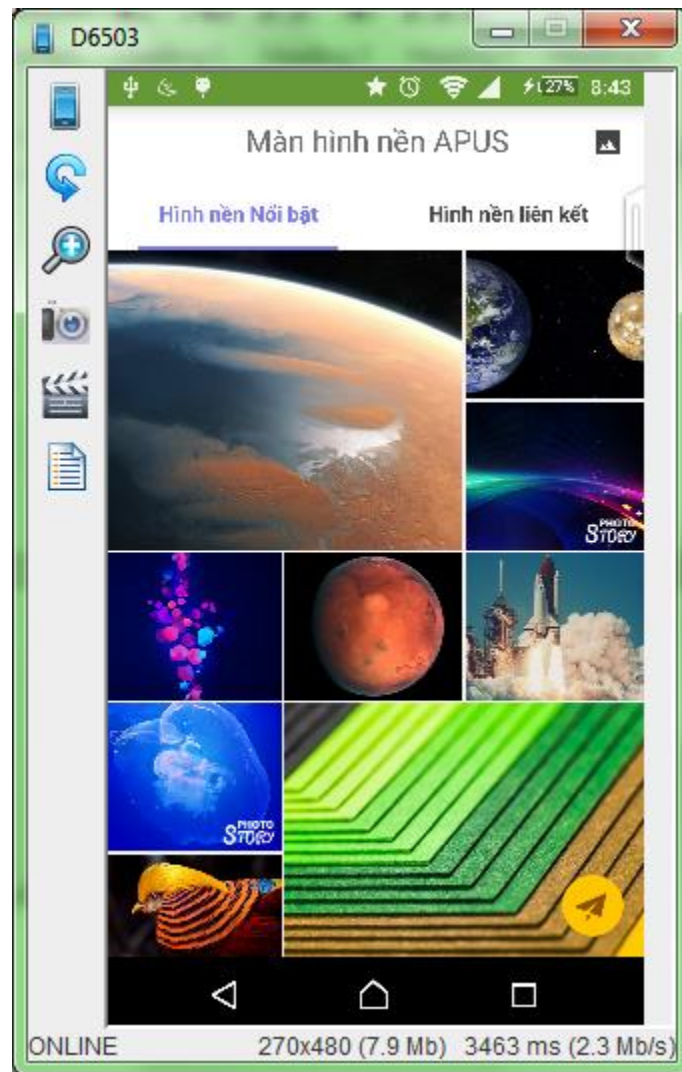 D6503
27% 8:43
Màn hình nền APUS
Hình nền Nổi bật
Hình nền liên kết
PHOTO
STORY
PHOTO
STORY
ONLINE 270x480 (7.9 Mb) 3463 ms (2.3 Mb/s)